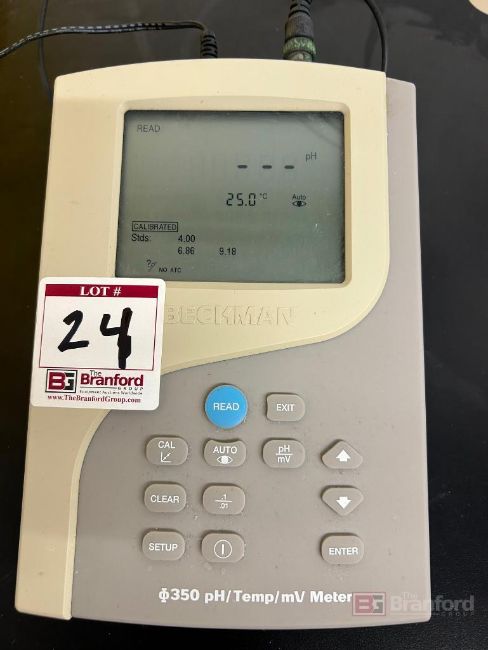 READ
- - - pH
25.0 °C Auto
CALIBRATED
Stds: 4.00
6.86 9.18
NO ATC
LOT #
24
BG The Branford GROUP
www.TheBranfordGroup.com
BECKMAN
READ EXIT
CAL AUTO pH/mV
CLEAR .1/.01
SETUP ENTER
Φ350 pH/Temp/mV Meter
BG The Branford GROUP